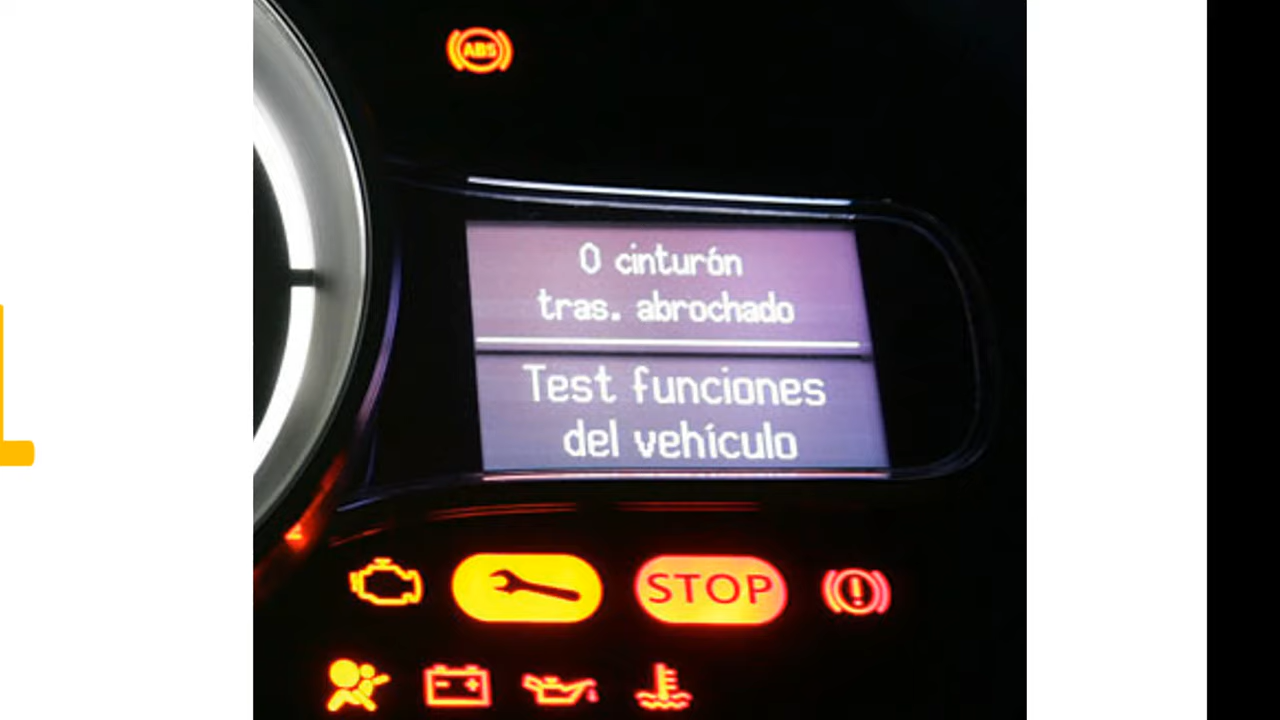 ABS
0 cinturón
tras. abrochado
Test funciones
del vehículo
STOP